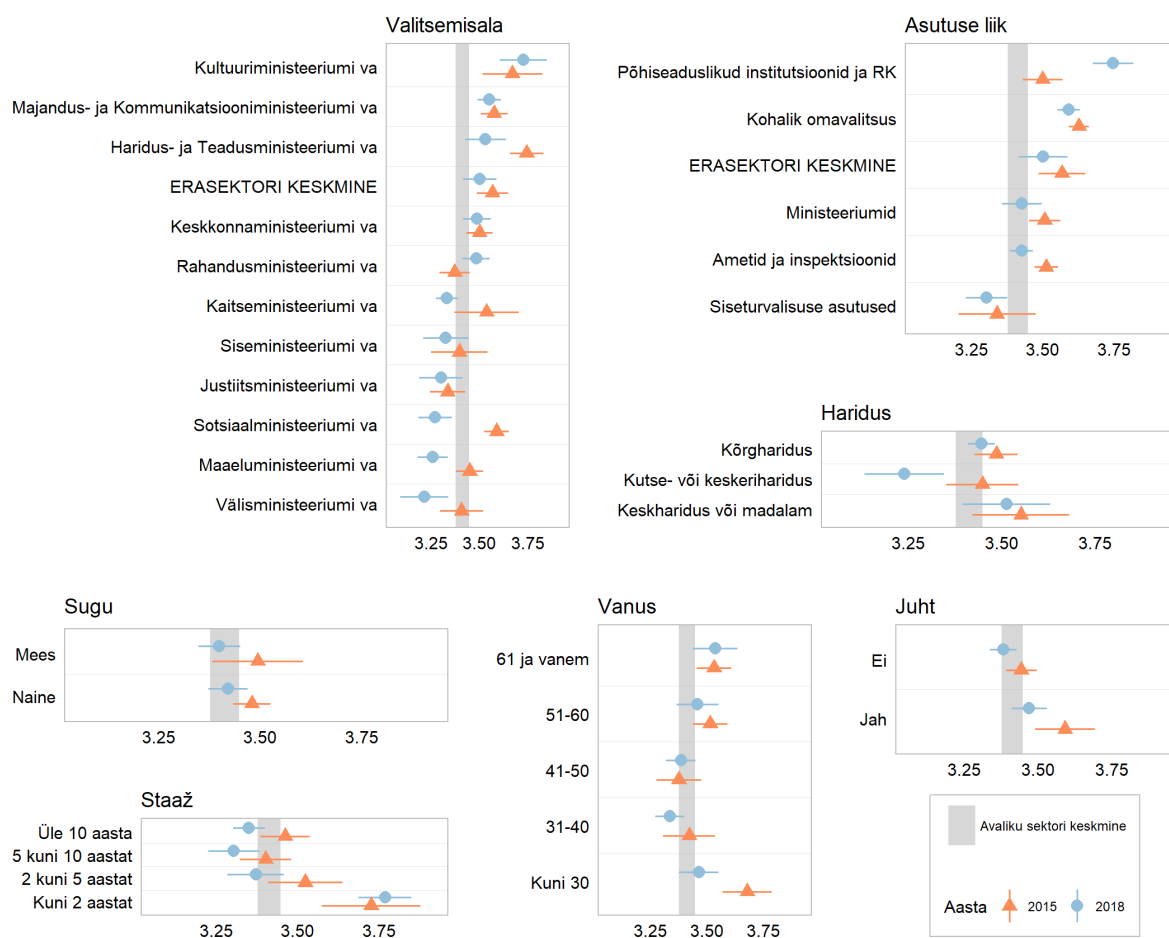 Valitsemisala
Kultuuriministeeriumi va
Majandus- ja Kommunikatsiooniministeeriumi va
Haridus- ja Teadusministeeriumi va
ERASEKTORI KESKMINE
Keskkonnaministeeriumi va
Rahandusministeeriumi va
Kaitseministeeriumi va
Siseministeeriumi va
Justiitsministeeriumi va
Sotsiaalministeeriumi va
Maaeluministeeriumi va
Välisministeeriumi va
3.25 3.50 3.75
Asutuse liik
Põhiseaduslikud institutsioonid ja RK
Kohalik omavalitsus
ERASEKTORI KESKMINE
Ministeeriumid
Ametid ja inspektsioonid
Siseturvalisuse asutused
3.25 3.50 3.75
Haridus
Kõrgharidus
Kutse- või keskeriharidus
Keskharidus või madalam
3.25 3.50 3.75
Sugu
Mees
Naine
3.25 3.50 3.75
Staaž
Üle 10 aasta
5 kuni 10 aastat
2 kuni 5 aastat
Kuni 2 aastat
3.25 3.50 3.75
Vanus
61 ja vanem
51-60
41-50
31-40
Kuni 30
3.25 3.50 3.75
Juht
Ei
Jah
3.25 3.50 3.75
Avaliku sektori keskmine
Aasta 2015 2018